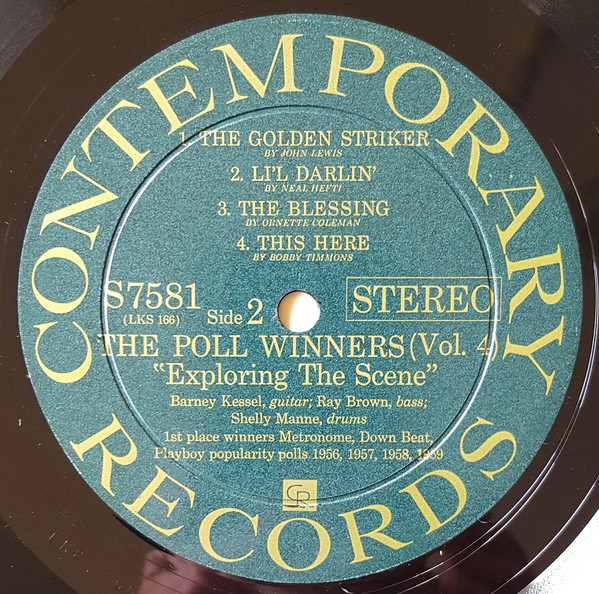 CONTEMPORARY
1. THE GOLDEN STRIKER
BY JOHN LEWIS
2. LI'L DARLIN'
BY NEAL HEFTI
3. THE BLESSING
BY ORNETTE COLEMAN
4. THIS HERE
BY BOBBY TIMMONS
S7581
(LKS 166)
Side 2
STEREO
THE POLL WINNERS (Vol. 4)
"Exploring The Scene"
Barney Kessel, guitar; Ray Brown, bass;
Shelly Manne, drums
1st place winners Metronome, Down Beat,
Playboy popularity polls 1956, 1957, 1958, 1959
CR
RECORDS